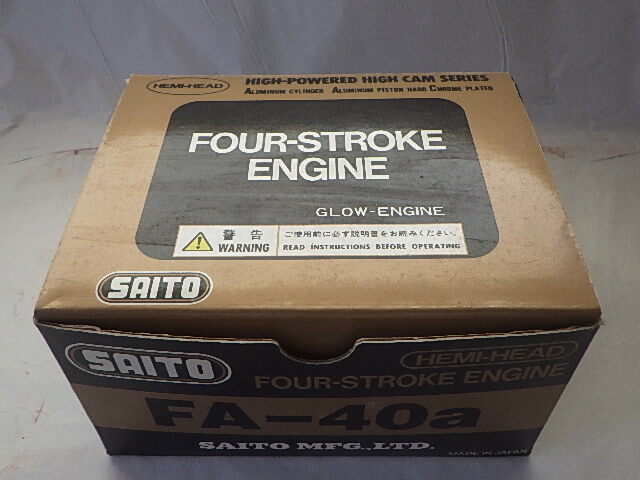 HEMI-HEAD
HIGH-POWERED HIGH CAM SERIES
ALUMINUM CYLINDER ALUMINUM PISTON HARD CHROME PLATED
FOUR-STROKE
ENGINE
GLOW-ENGINE
警告
WARNING
ご使用前に必ず説明書をお読みください。
READ INSTRUCTIONS BEFORE OPERATING
SAITO
SAITO
HEMI-HEAD
FOUR-STROKE ENGINE
FA-40a
SAITO MFG.,LTD.
MADE IN JAPAN